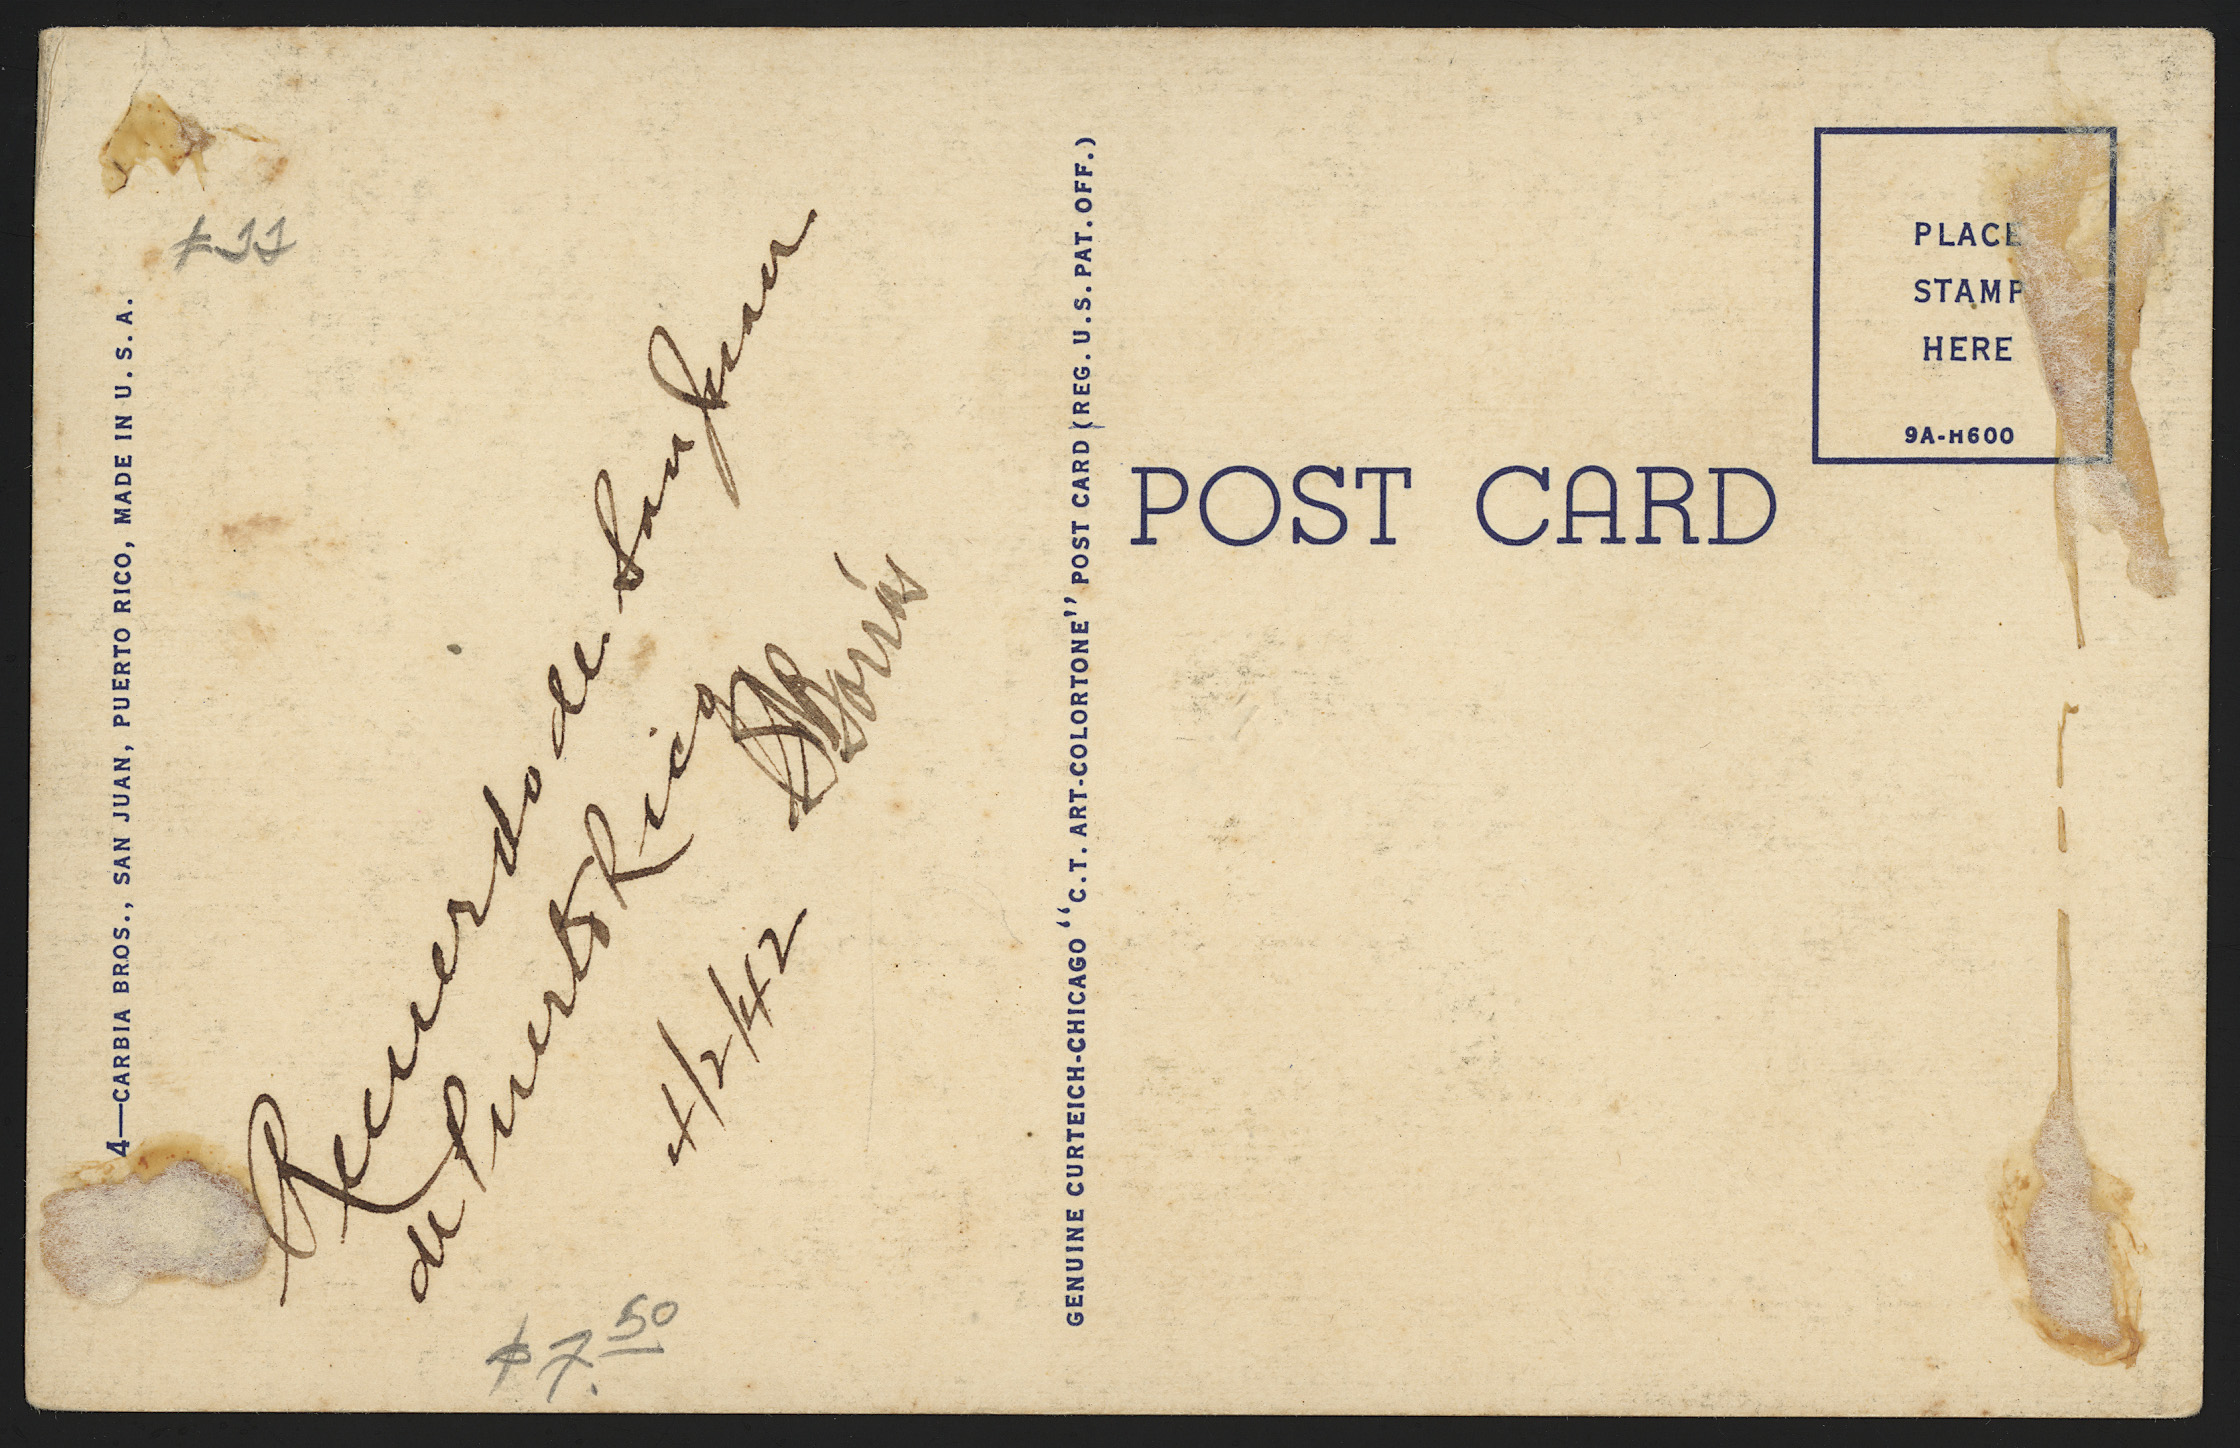 4—CARBIA BROS., SAN JUAN, PUERTO RICO, MADE IN U.S.A.
Recuerdo de San Juan
de Puerto Rico
4/2/42
$7.50
GENUINE CURTEICH-CHICAGO "C.T. ART-COLORTONE" POST CARD (REG. U.S. PAT. OFF.)
POST CARD
PLACE
STAMP
HERE
9A-H600